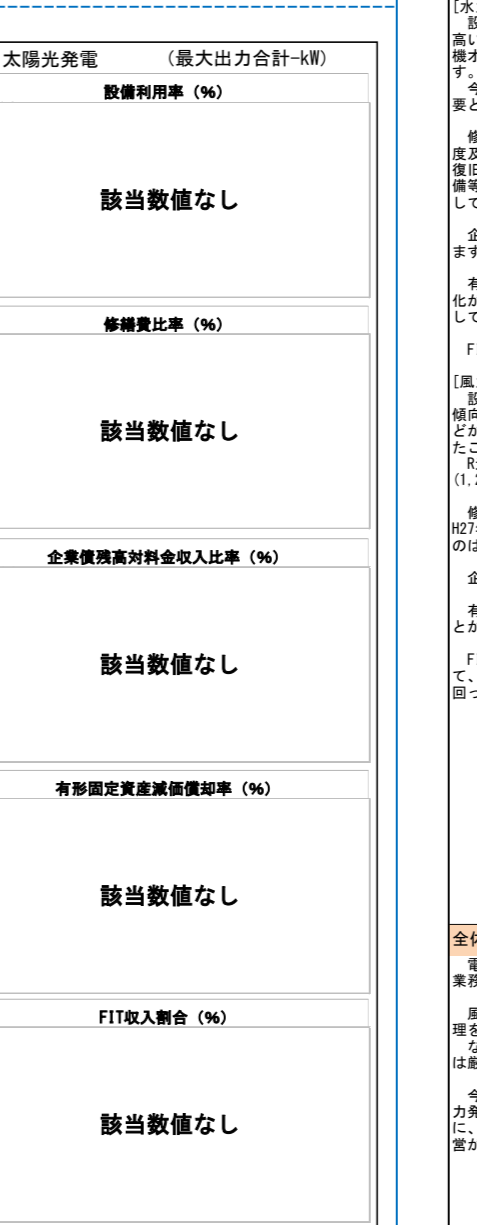 太陽光発電　　　（最大出力合計-kW）
設備利用率（％）
該当数値なし
修繕費比率（％）
該当数値なし
企業債残高対料金収入比率（％）
該当数値なし
有形固定資産減価償却率（％）
該当数値なし
FIT収入割合（％）
該当数値なし
[水
設
高い
機オ
す。
今
要と
修
度及
復旧
備等
して
企
ます
有
化が
して
F
[風
設
傾向
どが
たこ
R
(1,2
修
H27
のは
企
有
とか
F
て、
回っ
全体
電
業務
風
理を
な
は厳
今
力発
に、
営が